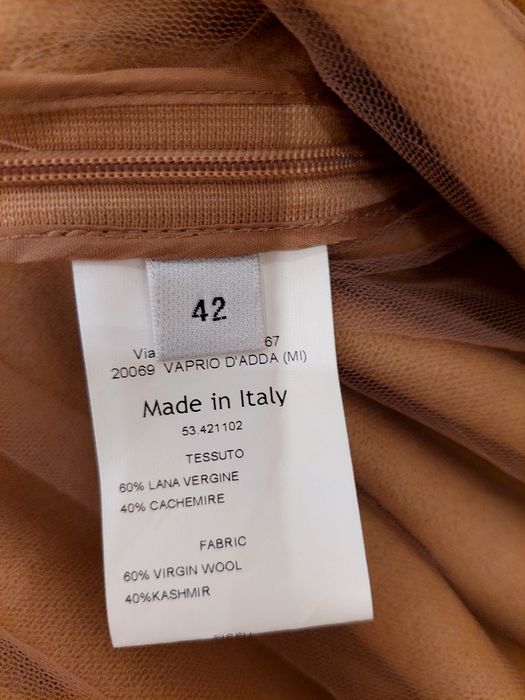 42
Via 67
20069 VAPRIO D'ADDA (MI)
Made in Italy
53.421102
TESSUTO
60% LANA VERGINE
40% CACHEMIRE
FABRIC
60% VIRGIN WOOL
40%KASHMIR